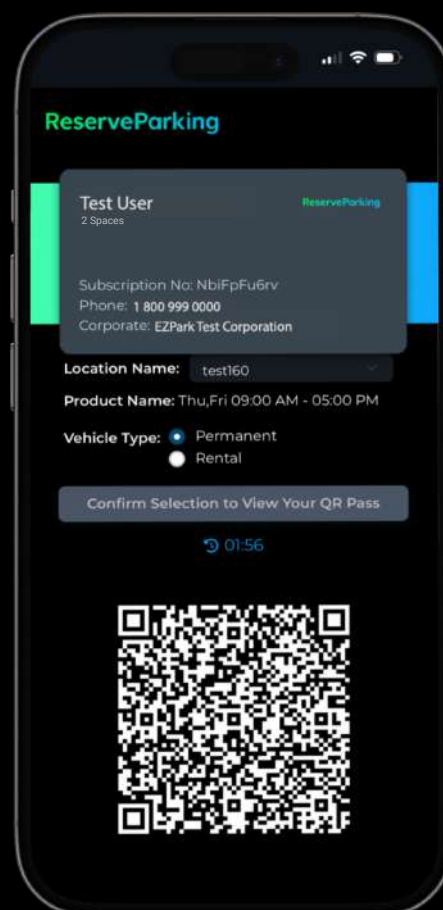 ReserveParking
Test User
ReserveParking
2 Spaces
Subscription No: NbiFpFu6rv
Phone: 1 800 999 0000
Corporate: EZPark Test Corporation
Location Name: test160
Product Name: Thu,Fri 09:00 AM - 05:00 PM
Vehicle Type: Permanent
Rental
Confirm Selection to View Your QR Pass
01:56